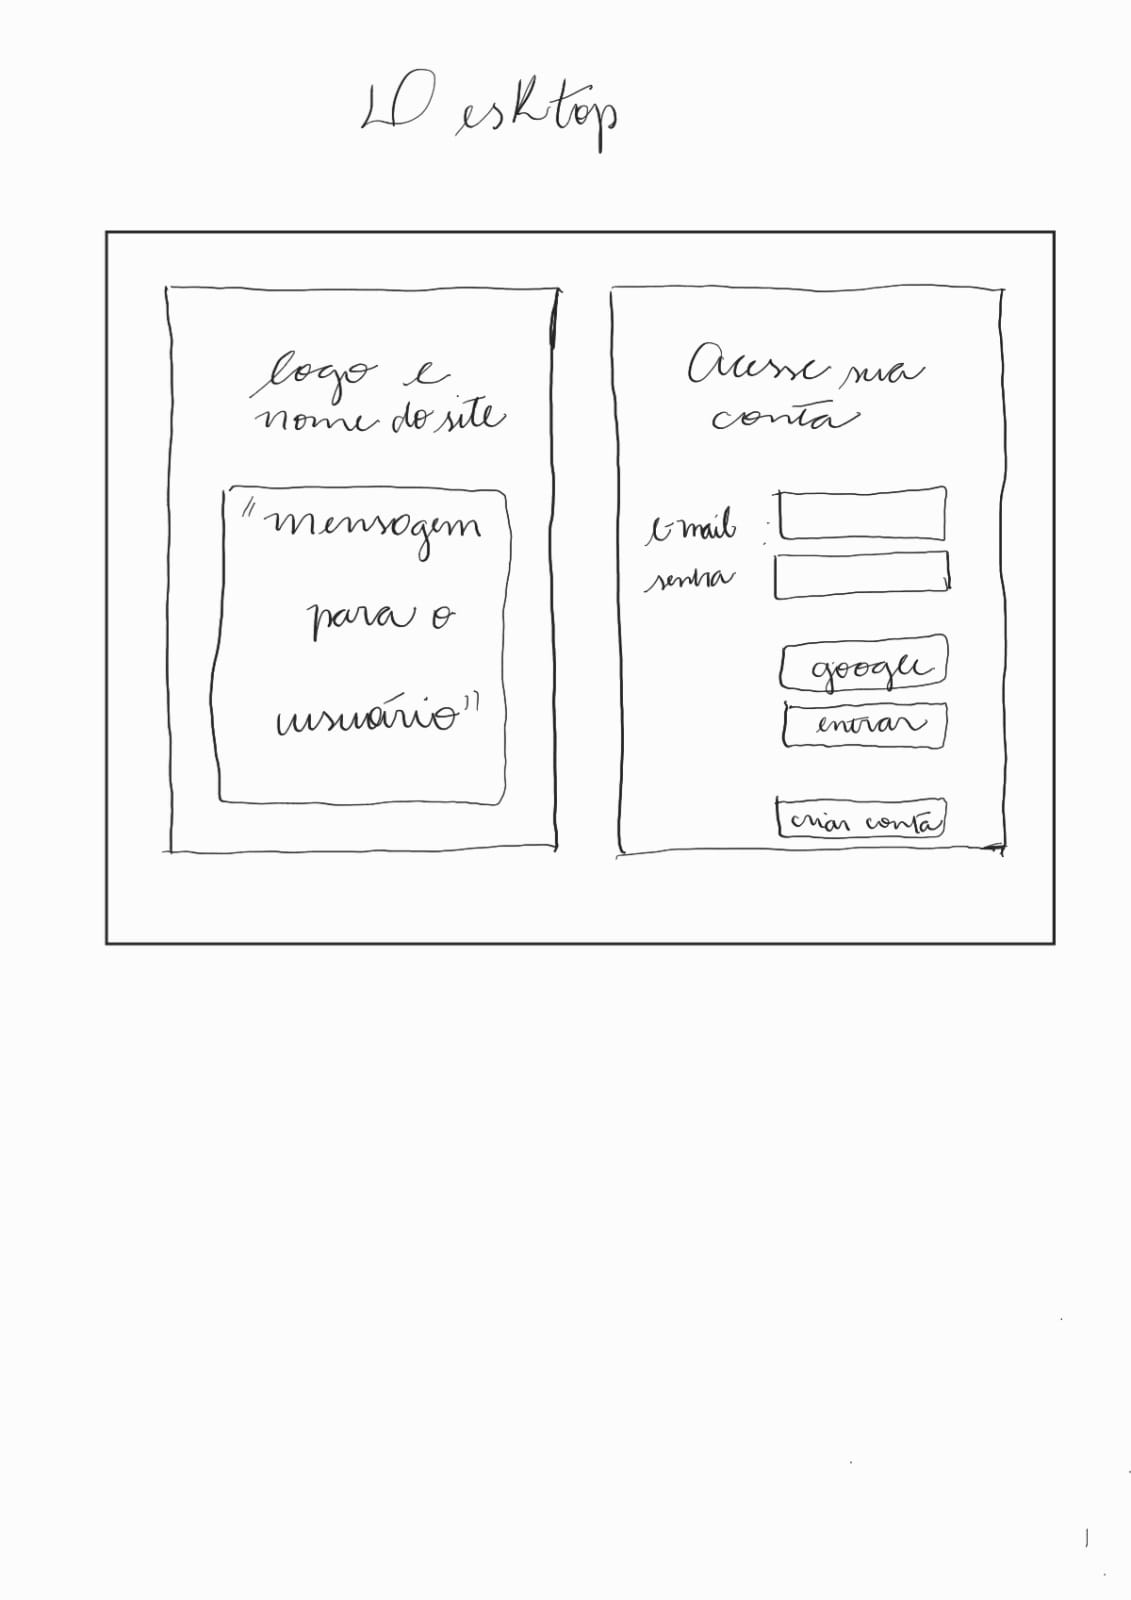 Desktop
logo e
nome do site
"mensagem
para o
usuário"
Acesse sua
conta
e-mail :
senha
google
entrar
criar conta